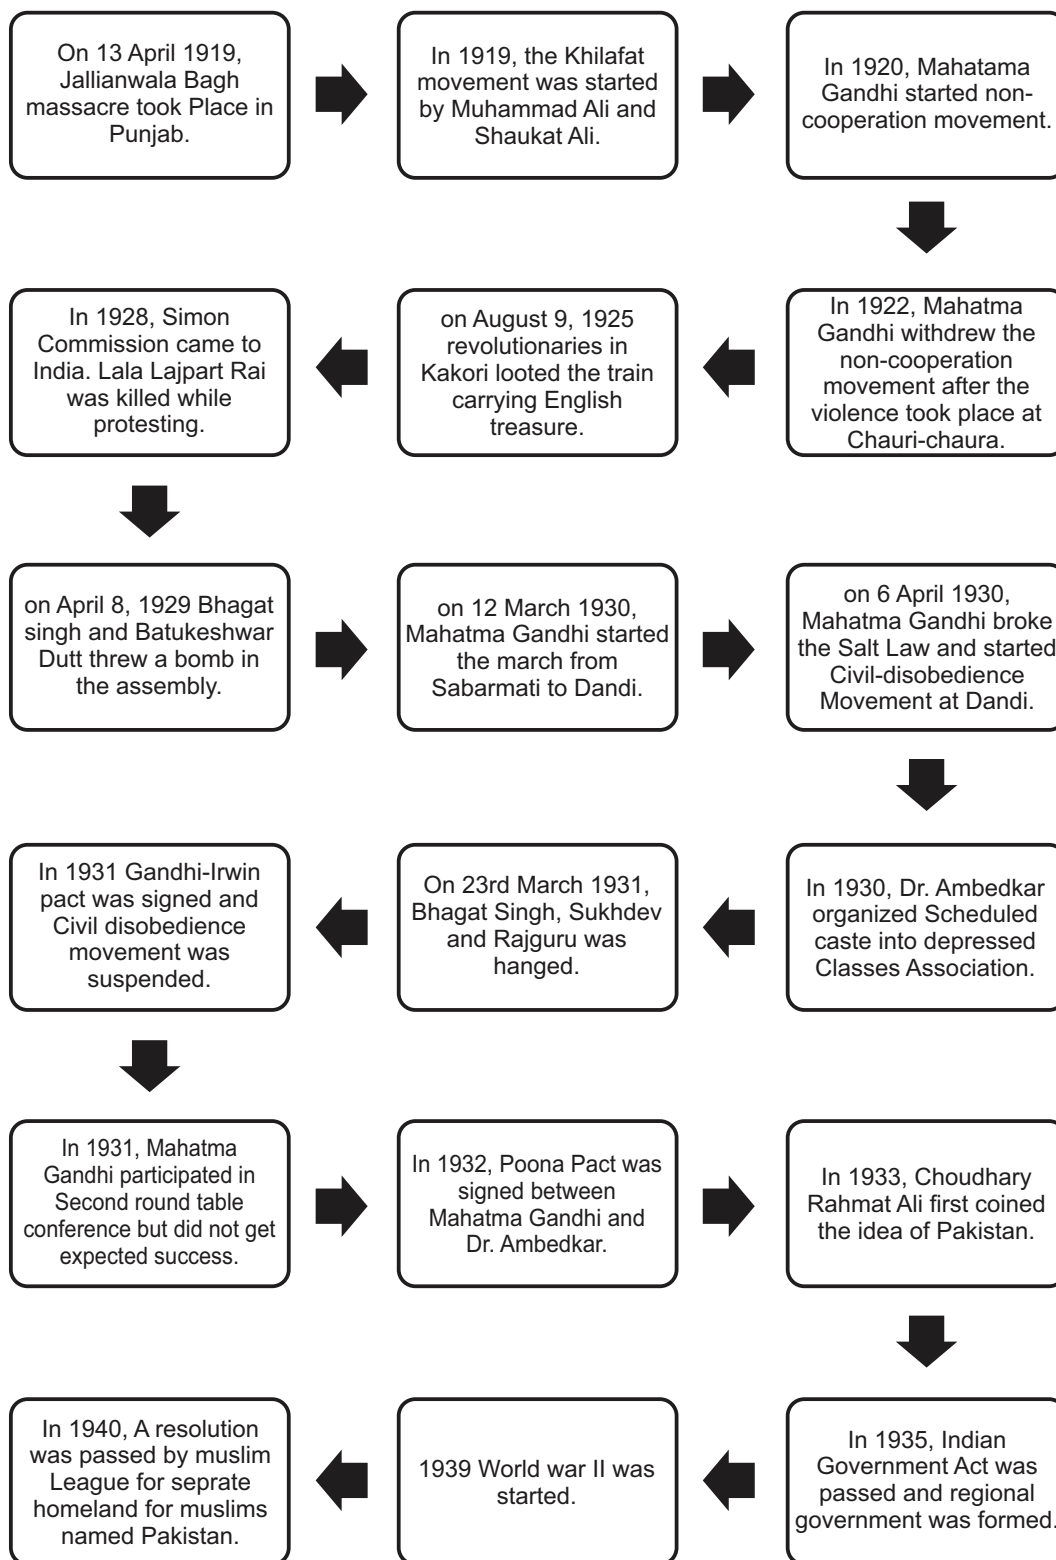 On 13 April 1919,
Jallianwala Bagh
massacre took Place in
Punjab.
In 1919, the Khilafat
movement was started
by Muhammad Ali and
Shaukat Ali.
In 1920, Mahatama
Gandhi started non-
cooperation movement.
In 1922, Mahatma
Gandhi withdrew the
non-cooperation
movement after the
violence took place at
Chauri-chaura.
on August 9, 1925
revolutionaries in
Kakori looted the train
carrying English
treasure.
In 1928, Simon
Commission came to
India. Lala Lajpart Rai
was killed while
protesting.
on April 8, 1929 Bhagat
singh and Batukeshwar
Dutt threw a bomb in
the assembly.
on 12 March 1930,
Mahatma Gandhi started
the march from
Sabarmati to Dandi.
on 6 April 1930,
Mahatma Gandhi broke
the Salt Law and started
Civil-disobedience
Movement at Dandi.
In 1930, Dr. Ambedkar
organized Scheduled
caste into depressed
Classes Association.
On 23rd March 1931,
Bhagat Singh, Sukhdev
and Rajguru was
hanged.
In 1931 Gandhi-Irwin
pact was signed and
Civil disobedience
movement was
suspended.
In 1931, Mahatma
Gandhi participated in
Second round table
conference but did not get
expected success.
In 1932, Poona Pact was
signed between
Mahatma Gandhi and
Dr. Ambedkar.
In 1933, Choudhary
Rahmat Ali first coined
the idea of Pakistan.
In 1935, Indian
Government Act was
passed and regional
government was formed.
1939 World war II was
started.
In 1940, A resolution
was passed by muslim
League for seprate
homeland for muslims
named Pakistan.